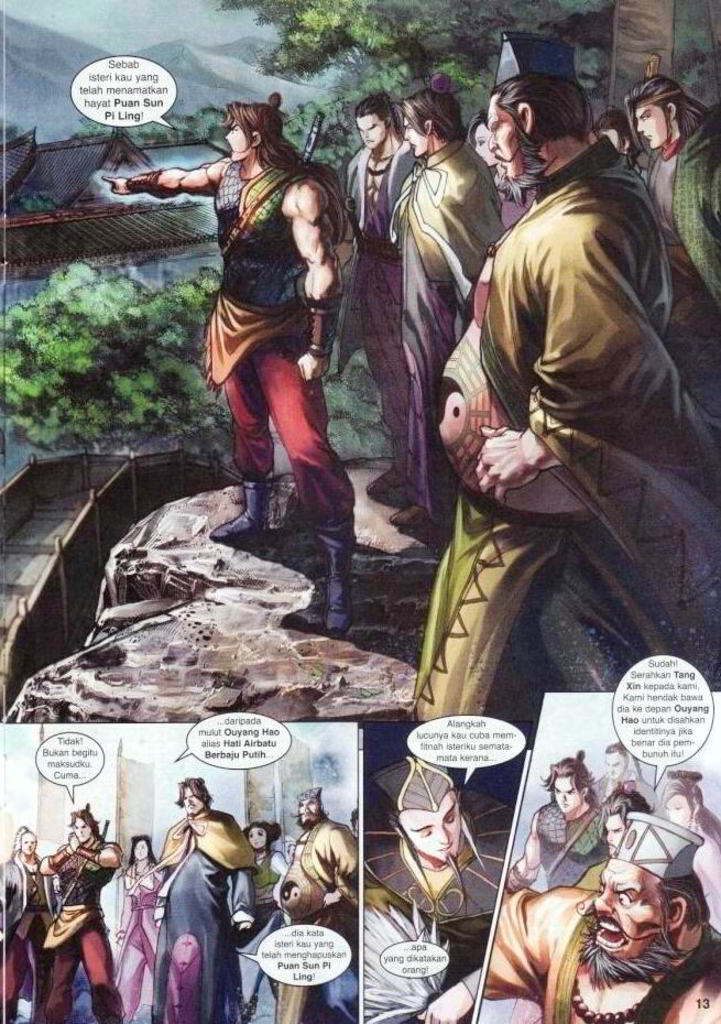 Sebab
isteri kau yang
telah menamatkan
hayat Puan Sun
Pi Ling!
Tidak!
Bukan begitu
maksudku.
Cuma...
...daripada
mulut Ouyang Hao
alias Hati Airbatu
Berbaju Putih...
...dia kata
isteri kau yang
telah menghapuskan
Puan Sun Pi
Ling!
Alangkah
lucunya kau cuba mem-
fitnah isteriku semata-
mata kerana...
...apa
yang dikatakan
orang!
Sudah!
Serahkan Tang
Xin kepada kami.
Kami hendak bawa
dia ke depan Ouyang
Hao untuk disahkan
identitinya jika
benar dia pem-
bunuh itu!
13